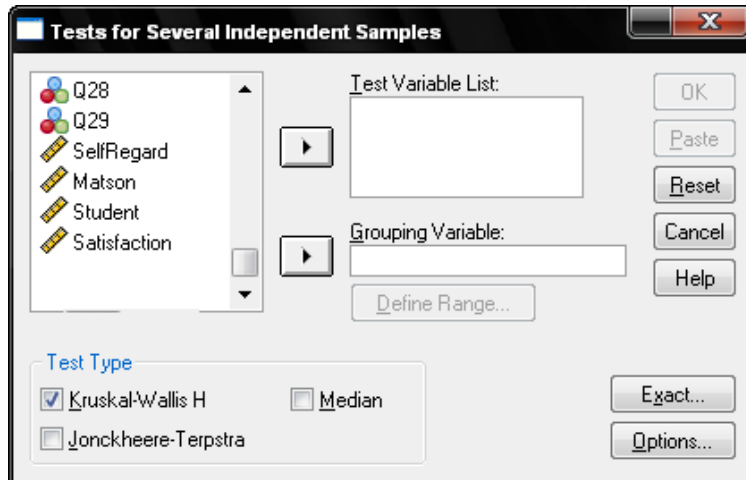 Tests for Several Independent Samples
Q28
Q29
SelfRegard
Matson
Student
Satisfaction
Test Variable List:
Grouping Variable:
Define Range...
OK
Paste
Reset
Cancel
Help
Test Type
Kruskal-Wallis H
Median
Jonckheere-Terpstra
Exact...
Options...